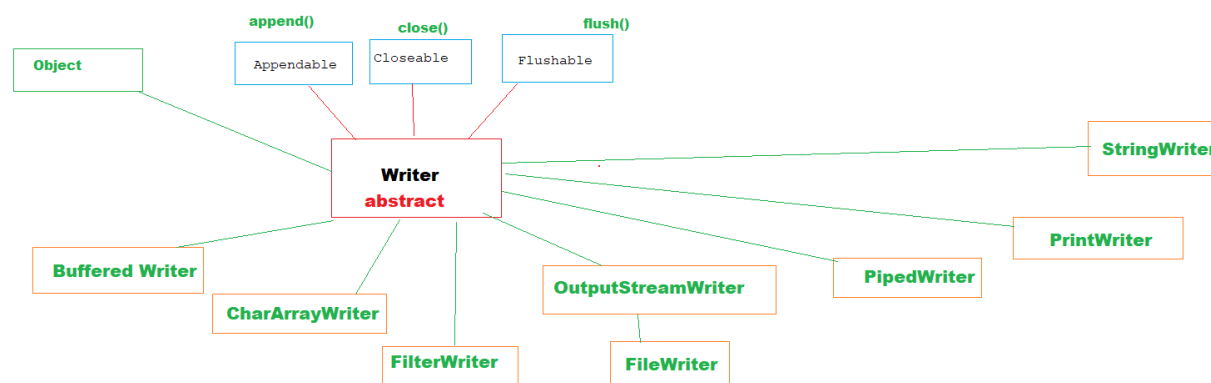 append()
close()
flush()
Object
Appendable
Closeable
Flushable
Writer
abstract
StringWriter
PrintWriter
Buffered Writer
CharArrayWriter
OutputStreamWriter
PipedWriter
FilterWriter
FileWriter